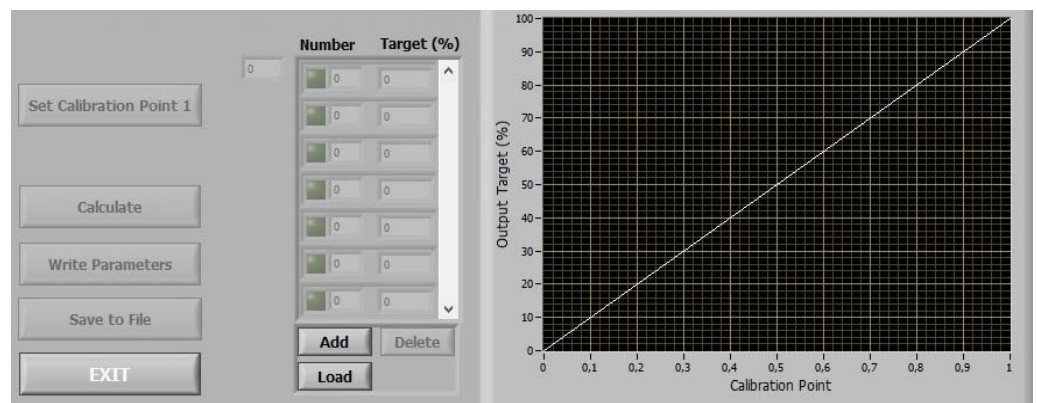 Number Target (%)
0
0 0
Set Calibration Point 1
0 0
0 0
0 0
Calculate
0 0
Write Parameters
0 0
0 0
Save to File
Add Delete
EXIT
Load
100
90
80
70
60
50
40
30
20
10
0
Output Target (%)
0 0,1 0,2 0,3 0,4 0,5 0,6 0,7 0,8 0,9 1
Calibration Point